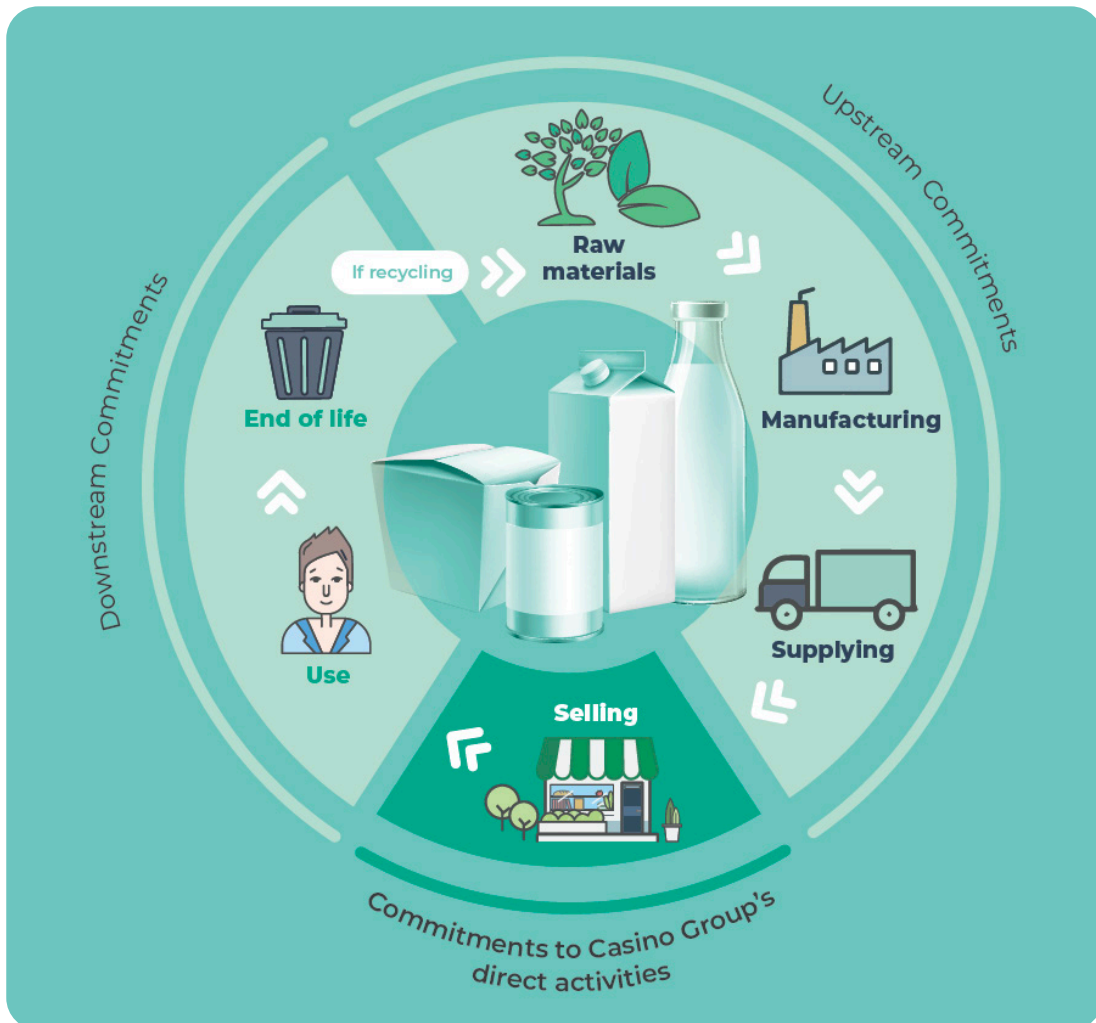 Upstream Commitments
Raw
materials
If recycling
Manufacturing
End of life
Downstream Commitments
Supplying
Use
Selling
Commitments to Casino Group's
direct activities